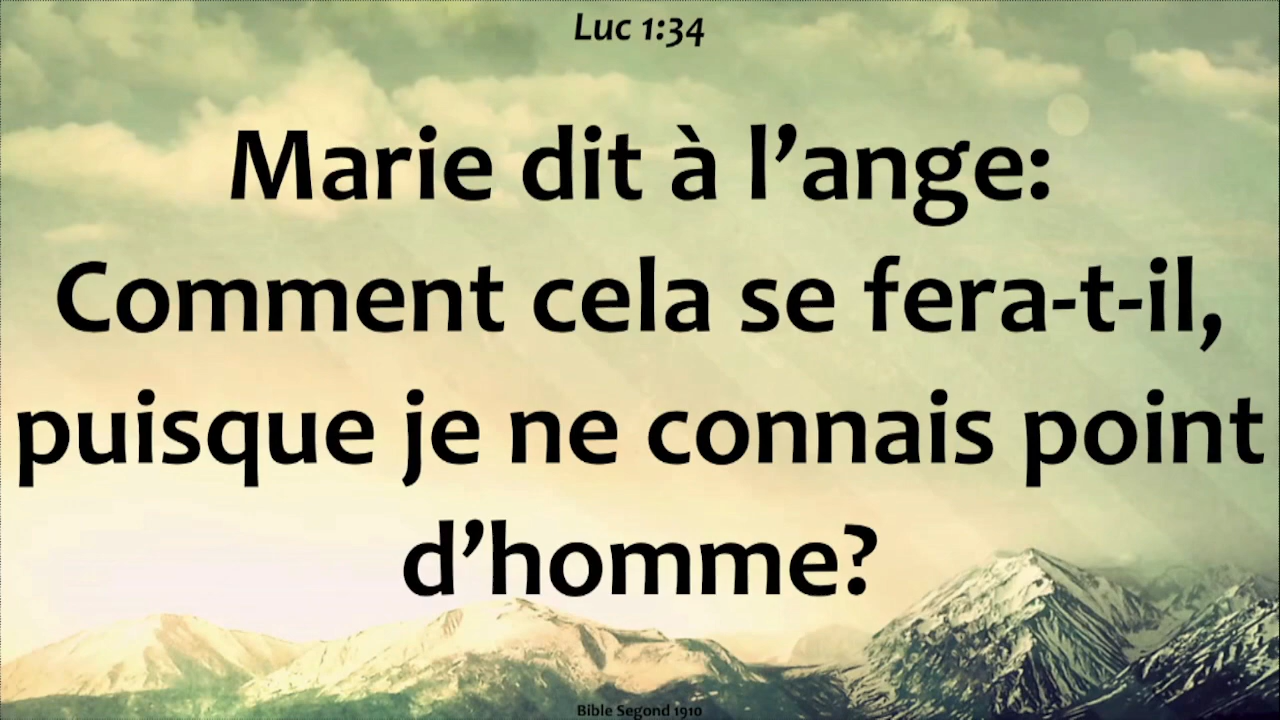 Luc 1:34
Marie dit à l’ange:
Comment cela se fera-t-il,
puisque je ne connais point
d’homme?
Bible Segond 1910